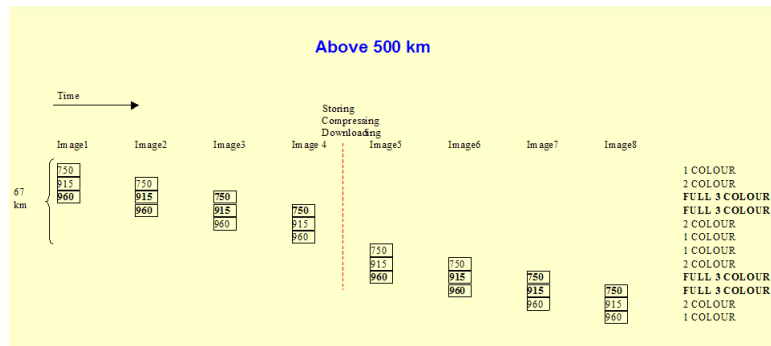 Above 500 km
Time
Storing
Compressing
Downloading
Image1 Image2 Image3 Image 4 Image5 Image6 Image7 Image8
750 1 COLOUR
915 750 2 COLOUR
67
km
960 915 750 FULL 3 COLOUR
960 915 750 FULL 3 COLOUR
960 915 2 COLOUR
960 1 COLOUR
750 1 COLOUR
915 750 2 COLOUR
960 915 750 FULL 3 COLOUR
960 915 750 FULL 3 COLOUR
960 915 2 COLOUR
960 1 COLOUR